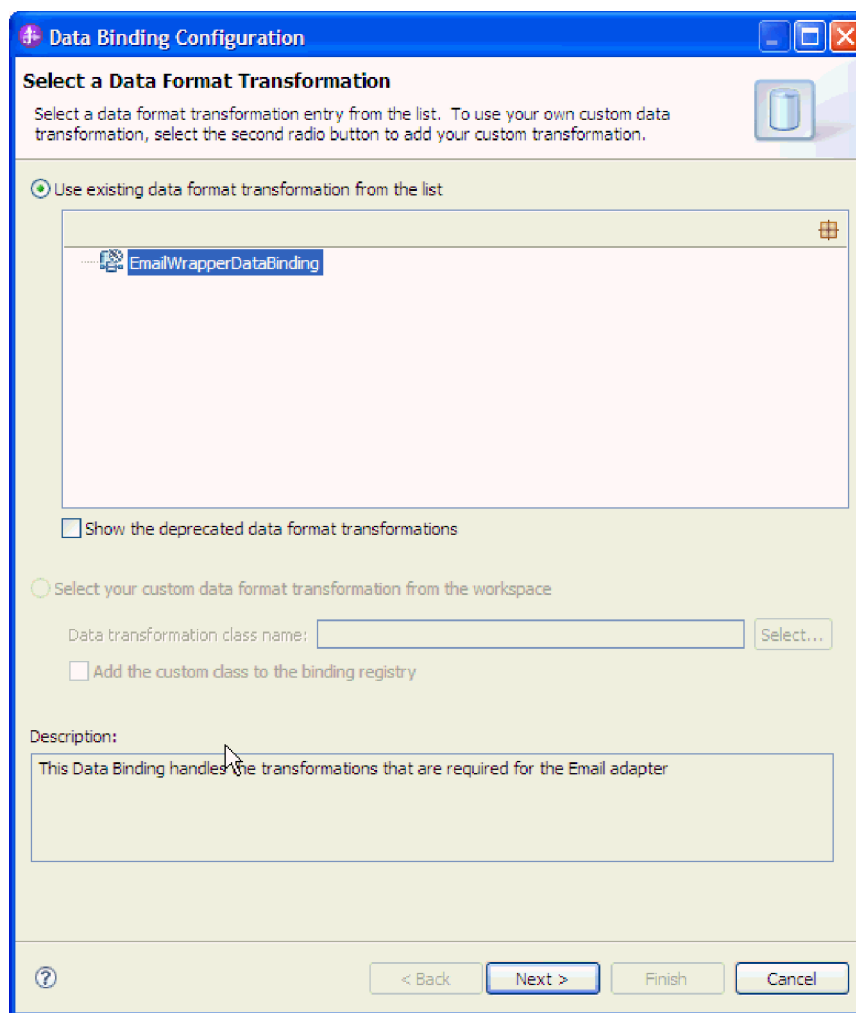 Data Binding Configuration
Select a Data Format Transformation
Select a data format transformation entry from the list. To use your own custom data
transformation, select the second radio button to add your custom transformation.
Use existing data format transformation from the list
EmailWrapperDataBinding
Show the deprecated data format transformations
Select your custom data format transformation from the workspace
Data transformation class name:
Select...
Add the custom class to the binding registry
Description:
This Data Binding handles the transformations that are required for the Email adapter
?
< Back
Next >
Finish
Cancel